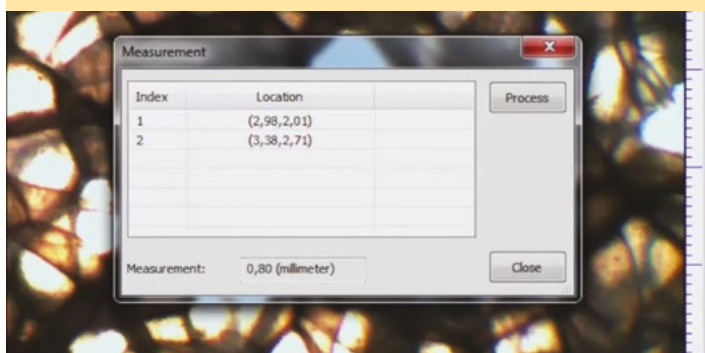 Measurement
Index Location
Process
1 (2,98,2,01)
2 (3,38,2,71)
Measurement: 0,80 (millimeter)
Close